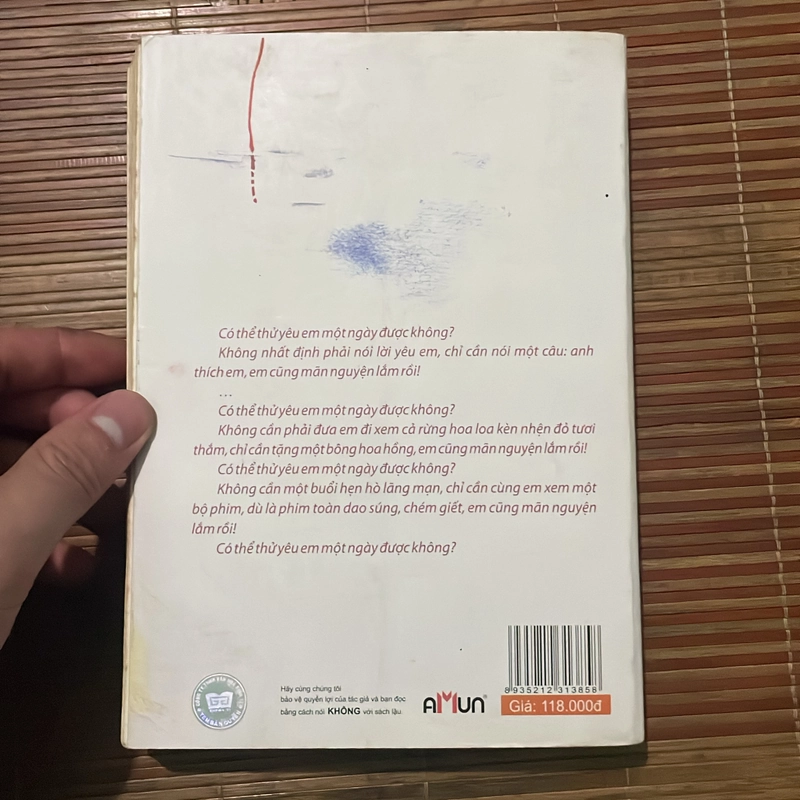 Có thể thử yêu em một ngày được không?
Không nhất định phải nói lời yêu em, chỉ cần nói một câu: anh
thích em, em cũng mãn nguyện lắm rồi!
...
Có thể thử yêu em một ngày được không?
Không cần phải đưa em đi xem cả rừng hoa loa kèn nhện đỏ tươi
thắm, chỉ cần tặng một bông hoa hồng, em cũng mãn nguyện lắm rồi!
Có thể thử yêu em một ngày được không?
Không cần một buổi hẹn hò lãng mạn, chỉ cần cùng em xem một
bộ phim, dù là phim toàn dao súng, chém giết, em cũng mãn nguyện
lắm rồi!
Có thể thử yêu em một ngày được không?
Hãy cùng chúng tôi
bảo vệ quyền lợi của tác giả và bạn đọc
bằng cách nói KHÔNG với sách lậu.
AMUN®
8935212313858
Giá: 118.000đ